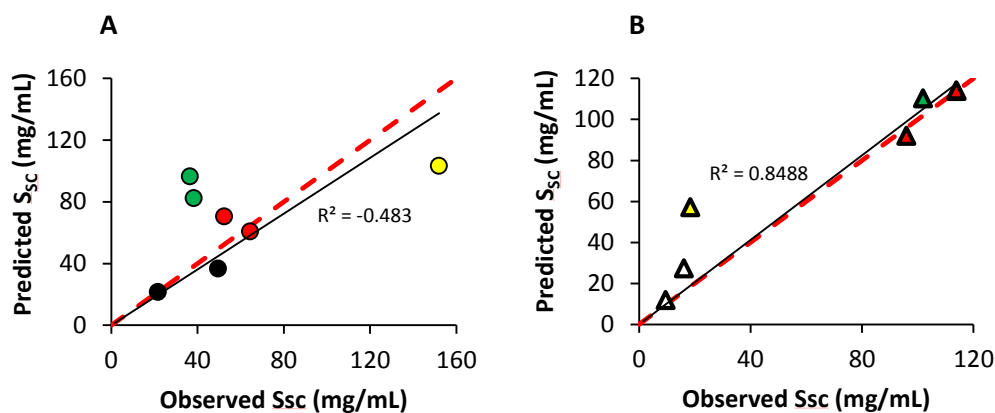 A
B
Predicted SSC (mg/mL)
160
120
80
40
0
R² = -0.483
0
40
80
120
160
Observed Ssc (mg/mL)
Predicted SSC (mg/mL)
120
100
80
60
40
20
0
R² = 0.8488
0
40
80
120
Observed Ssc (mg/mL)